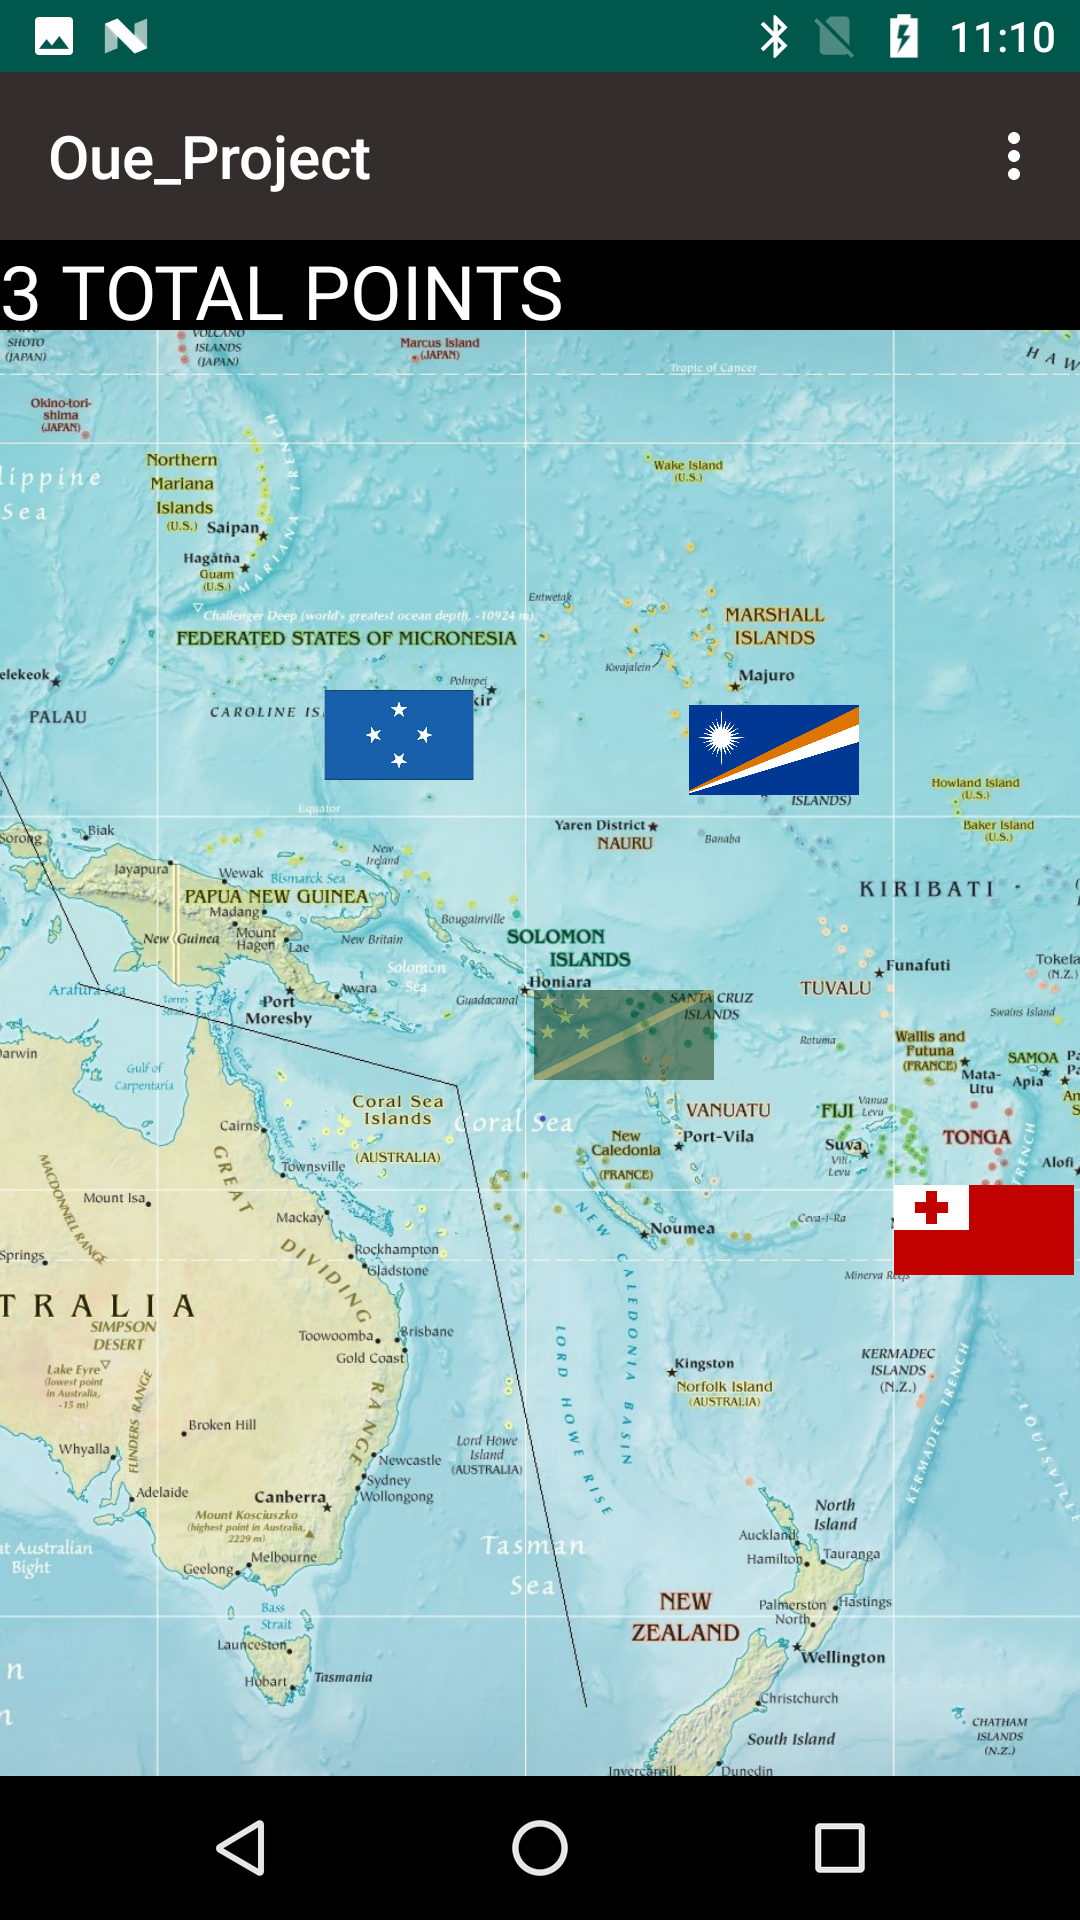 11:10
Oue_Project
3 TOTAL POINTS
SHOTO
(JAPAN)
VOLCANO
ISLANDS
(JAPAN)
Marcus Island
(JAPAN)
Tropic of Cancer
HAW
Okino-tori-
shima
(JAPAN)
Northern
Mariana
Islands
(U.S.)
Saipan
Hagåtña
Guam
(U.S.)
MARIANA TRENCH
lippine
Sea
Wake Island
(U.S.)
Challenger Deep (world's greatest ocean depth, -10924 m)
FEDERATED STATES OF MICRONESIA
Entwetak
MARSHALL
ISLANDS
Kwajalein
Majuro
elekeok
PALAU
Pohnpei
kir
CAROLINE IS
ISLANDS)
Howland Island
(U.S.)
Baker Island
(U.S.)
Equator
Yaren District
NAURU
Banaba
Sorong
Biak
Jayapura
Wewak
New
Ireland
Bismarck Sea
PAPUA NEW GUINEA
Madang
New Guinea
Mount
Hagen
Lae
New Britain
Bougainville
KIRIBATI
SOLOMON
ISLANDS
Solomon
Sea
Honiara
Guadacanal
SANTA CRUZ
ISLANDS
Funafuti
TUVALU
Tokela
(N.Z.)
Swains Island
Arafura Sea
Torres
Strait
Port
Moresby
Awara
Darwin
Gulf of
Carpentaria
Rotuma
Wallis and
Futuna
(FRANCE)
Mata-
Utu
SAMOA
Apia
Coral Sea
Islands
(AUSTRALIA)
Coral Sea
Great
Barrier
Reef
Cairns
Townsville
VANUATU
Port-Vila
New
Caledonia
(FRANCE)
FIJI
Vanua
Levu
Suva
Viti
Levu
TONGA
Alofi
TRENCH
MACDONNELL RANGE
Mount Isa
Mackay
GREAT
DIVIDING
RANGE
Noumea
Ceva-i-Ra
Minerva Reefs
Springs
Rockhampton
Gladstone
TRALIA
SIMPSON
DESERT
Toowoomba
Brisbane
Gold Coast
Lake Eyre
(lowest point
in Australia,
-15 m)
FLINDERS RANGE
NEW CALEDONIA BASIN
LORD HOWE RISE
Kingston
Norfolk Island
(AUSTRALIA)
KERMADEC
ISLANDS
(N.Z.)
KERMADEC TRENCH
LOUISVILLE
Broken Hill
Whyalla
Newcastle
Lord Howe
Island
(AUSTRALIA)
Adelaide
Canberra
Sydney
Wollongong
Mount Kosciuszko
(highest point in Australia,
2229 m)
at Australian
Bight
Geelong
Melbourne
Tasman
Sea
North
Island
Auckland
Hamilton
Tauranga
Bass
Strait
NEW
ZEALAND
Palmerston
North
Hastings
Wellington
Launceston
Hobart
Tasmania
Christchurch
South Island
CHATHAM
ISLANDS
(N.Z.)
Invercargill
Dunedin